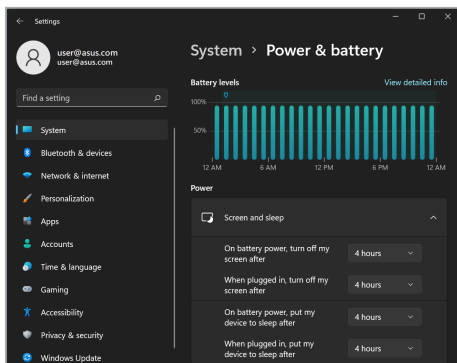 Settings
user@asus.com
user@asus.com
Find a setting
System
Bluetooth & devices
Network & internet
Personalization
Apps
Accounts
Time & language
Gaming
Accessibility
Privacy & security
Windows Update
System > Power & battery
Battery levels
View detailed info
100%
50%
12 AM 6 AM 12 PM 6 PM 12 AM
Power
Screen and sleep
On battery power, turn off my
screen after
4 hours
When plugged in, turn off my
screen after
4 hours
On battery power, put my
device to sleep after
4 hours
When plugged in, put my
device to sleep after
4 hours